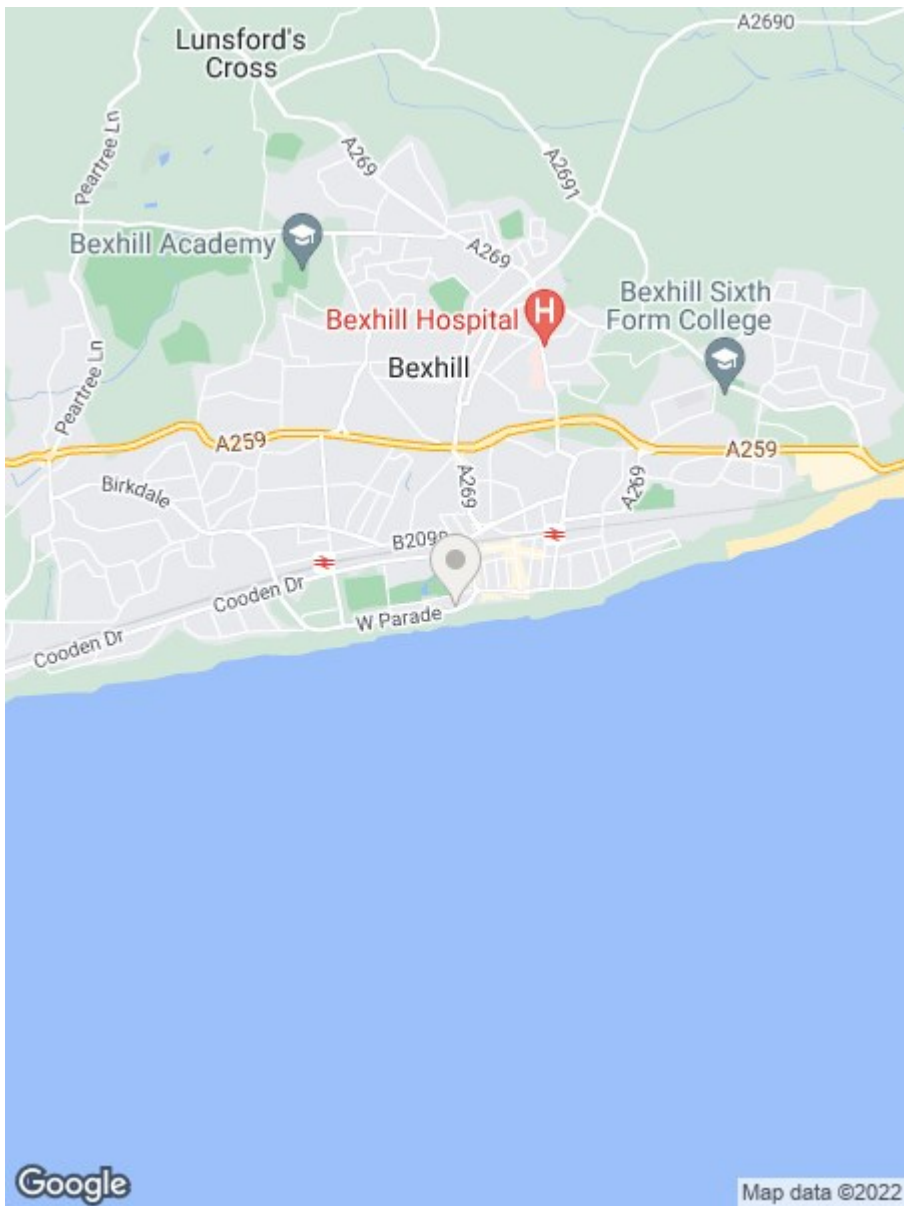 A2690
Lunsford's
Cross
Peartree Ln
A269
A2691
Bexhill Academy
A269
Bexhill Sixth
Form College
Bexhill Hospital
H
Bexhill
Peartree Ln
A259
A259
Birkdale
A269
A269
Cooden Dr
W Parade
Cooden Dr
Google
Map data ©2022